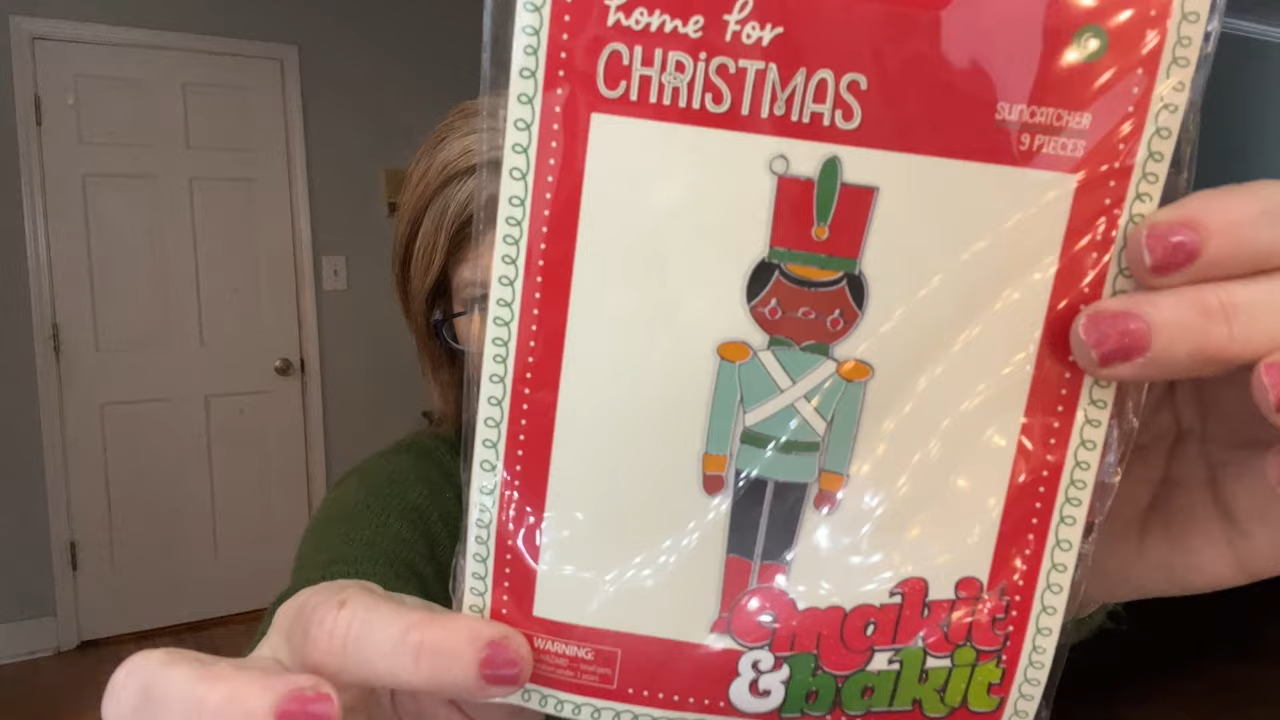 home for
CHRiSTMAS
SUNCATCHER
9 PIECES
WARNING:
makit
&bakit